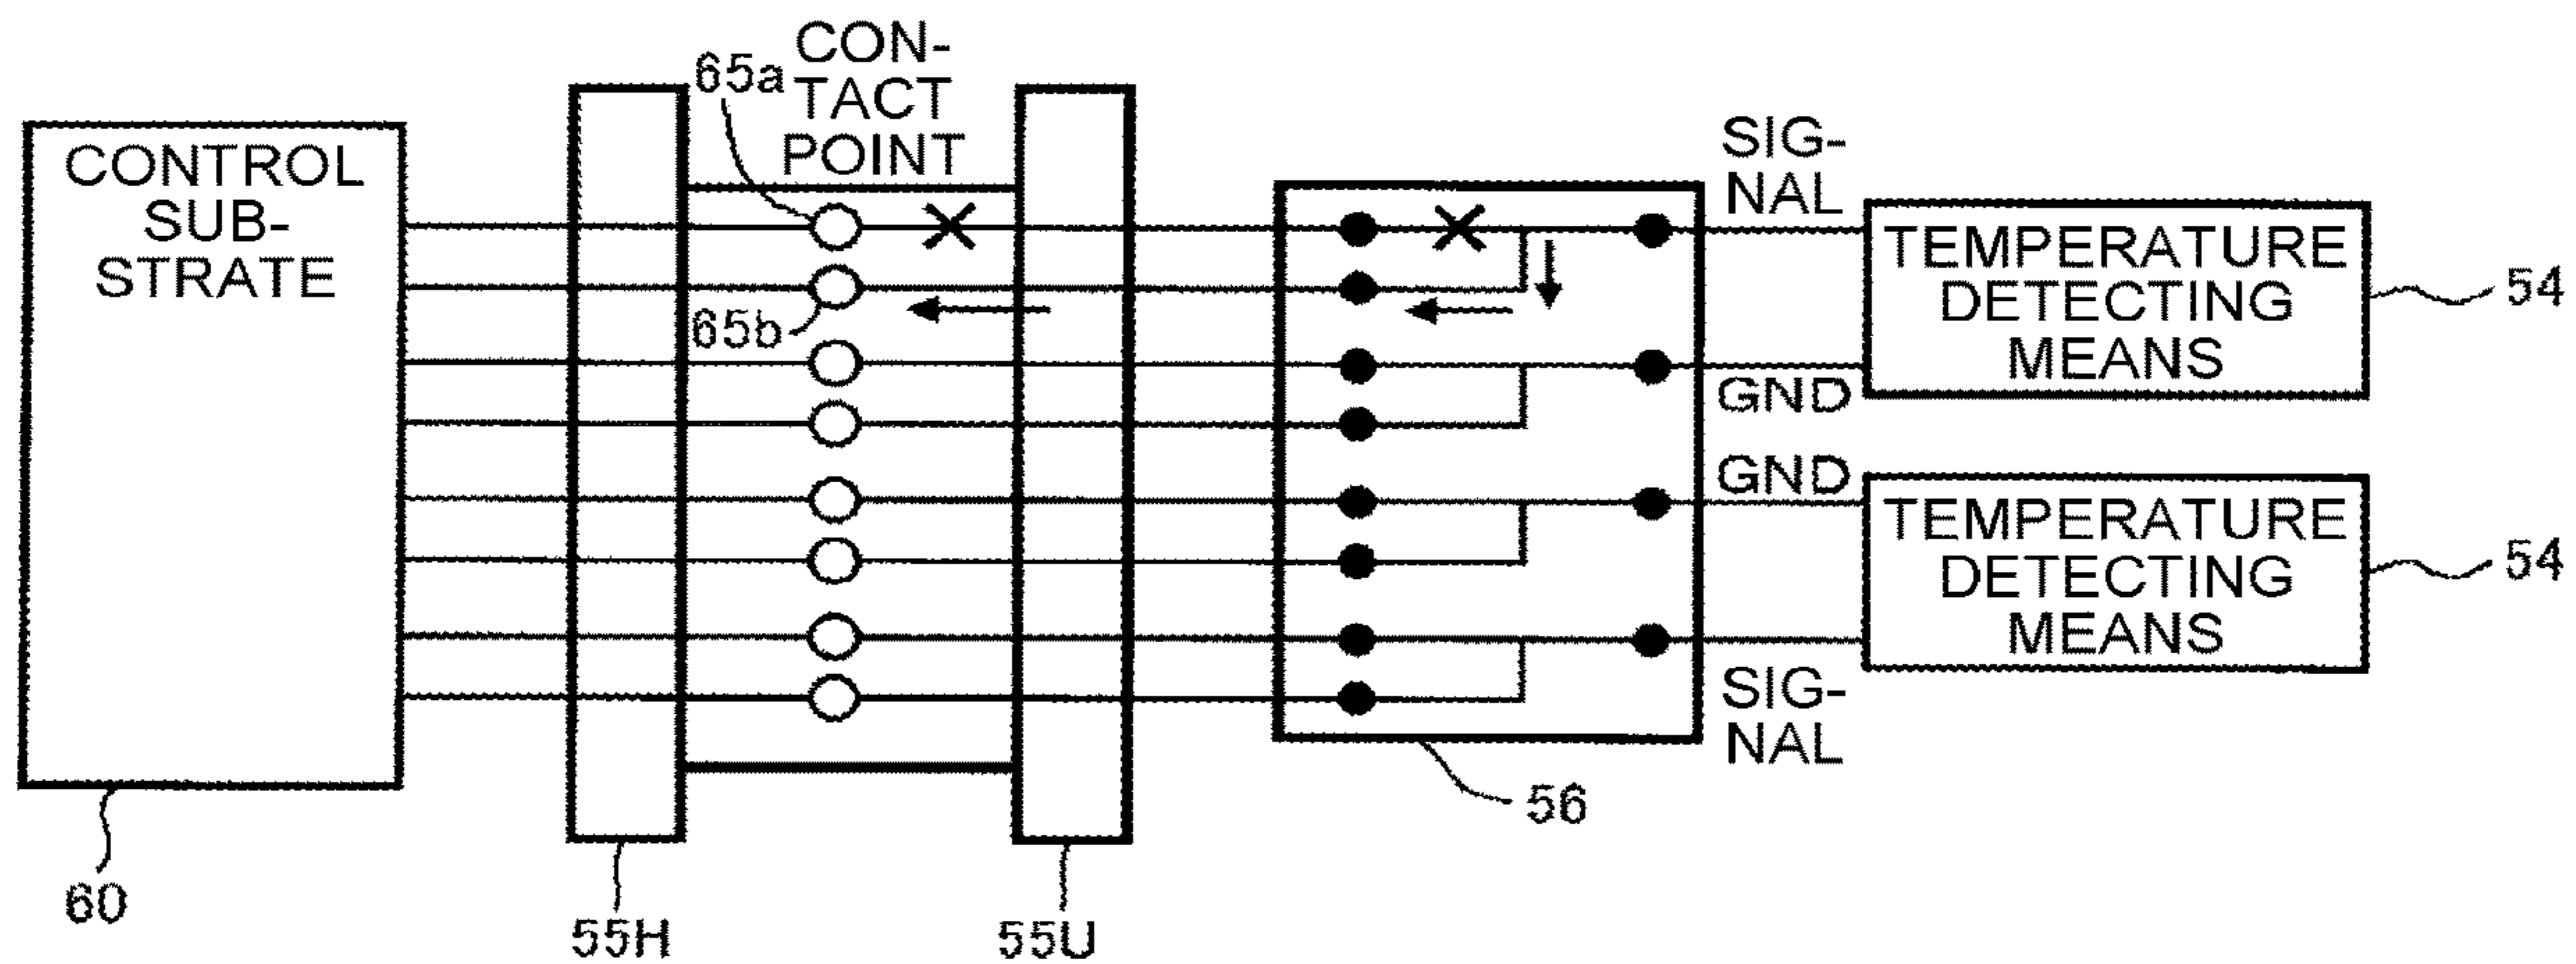 CONTROL
SUB-
STRATE
60
55H
65a
CON-
TACT
POINT
65b
55U
56
SIG-
NAL
GND
GND
SIG-
NAL
TEMPERATURE
DETECTING
MEANS
54
TEMPERATURE
DETECTING
MEANS
54